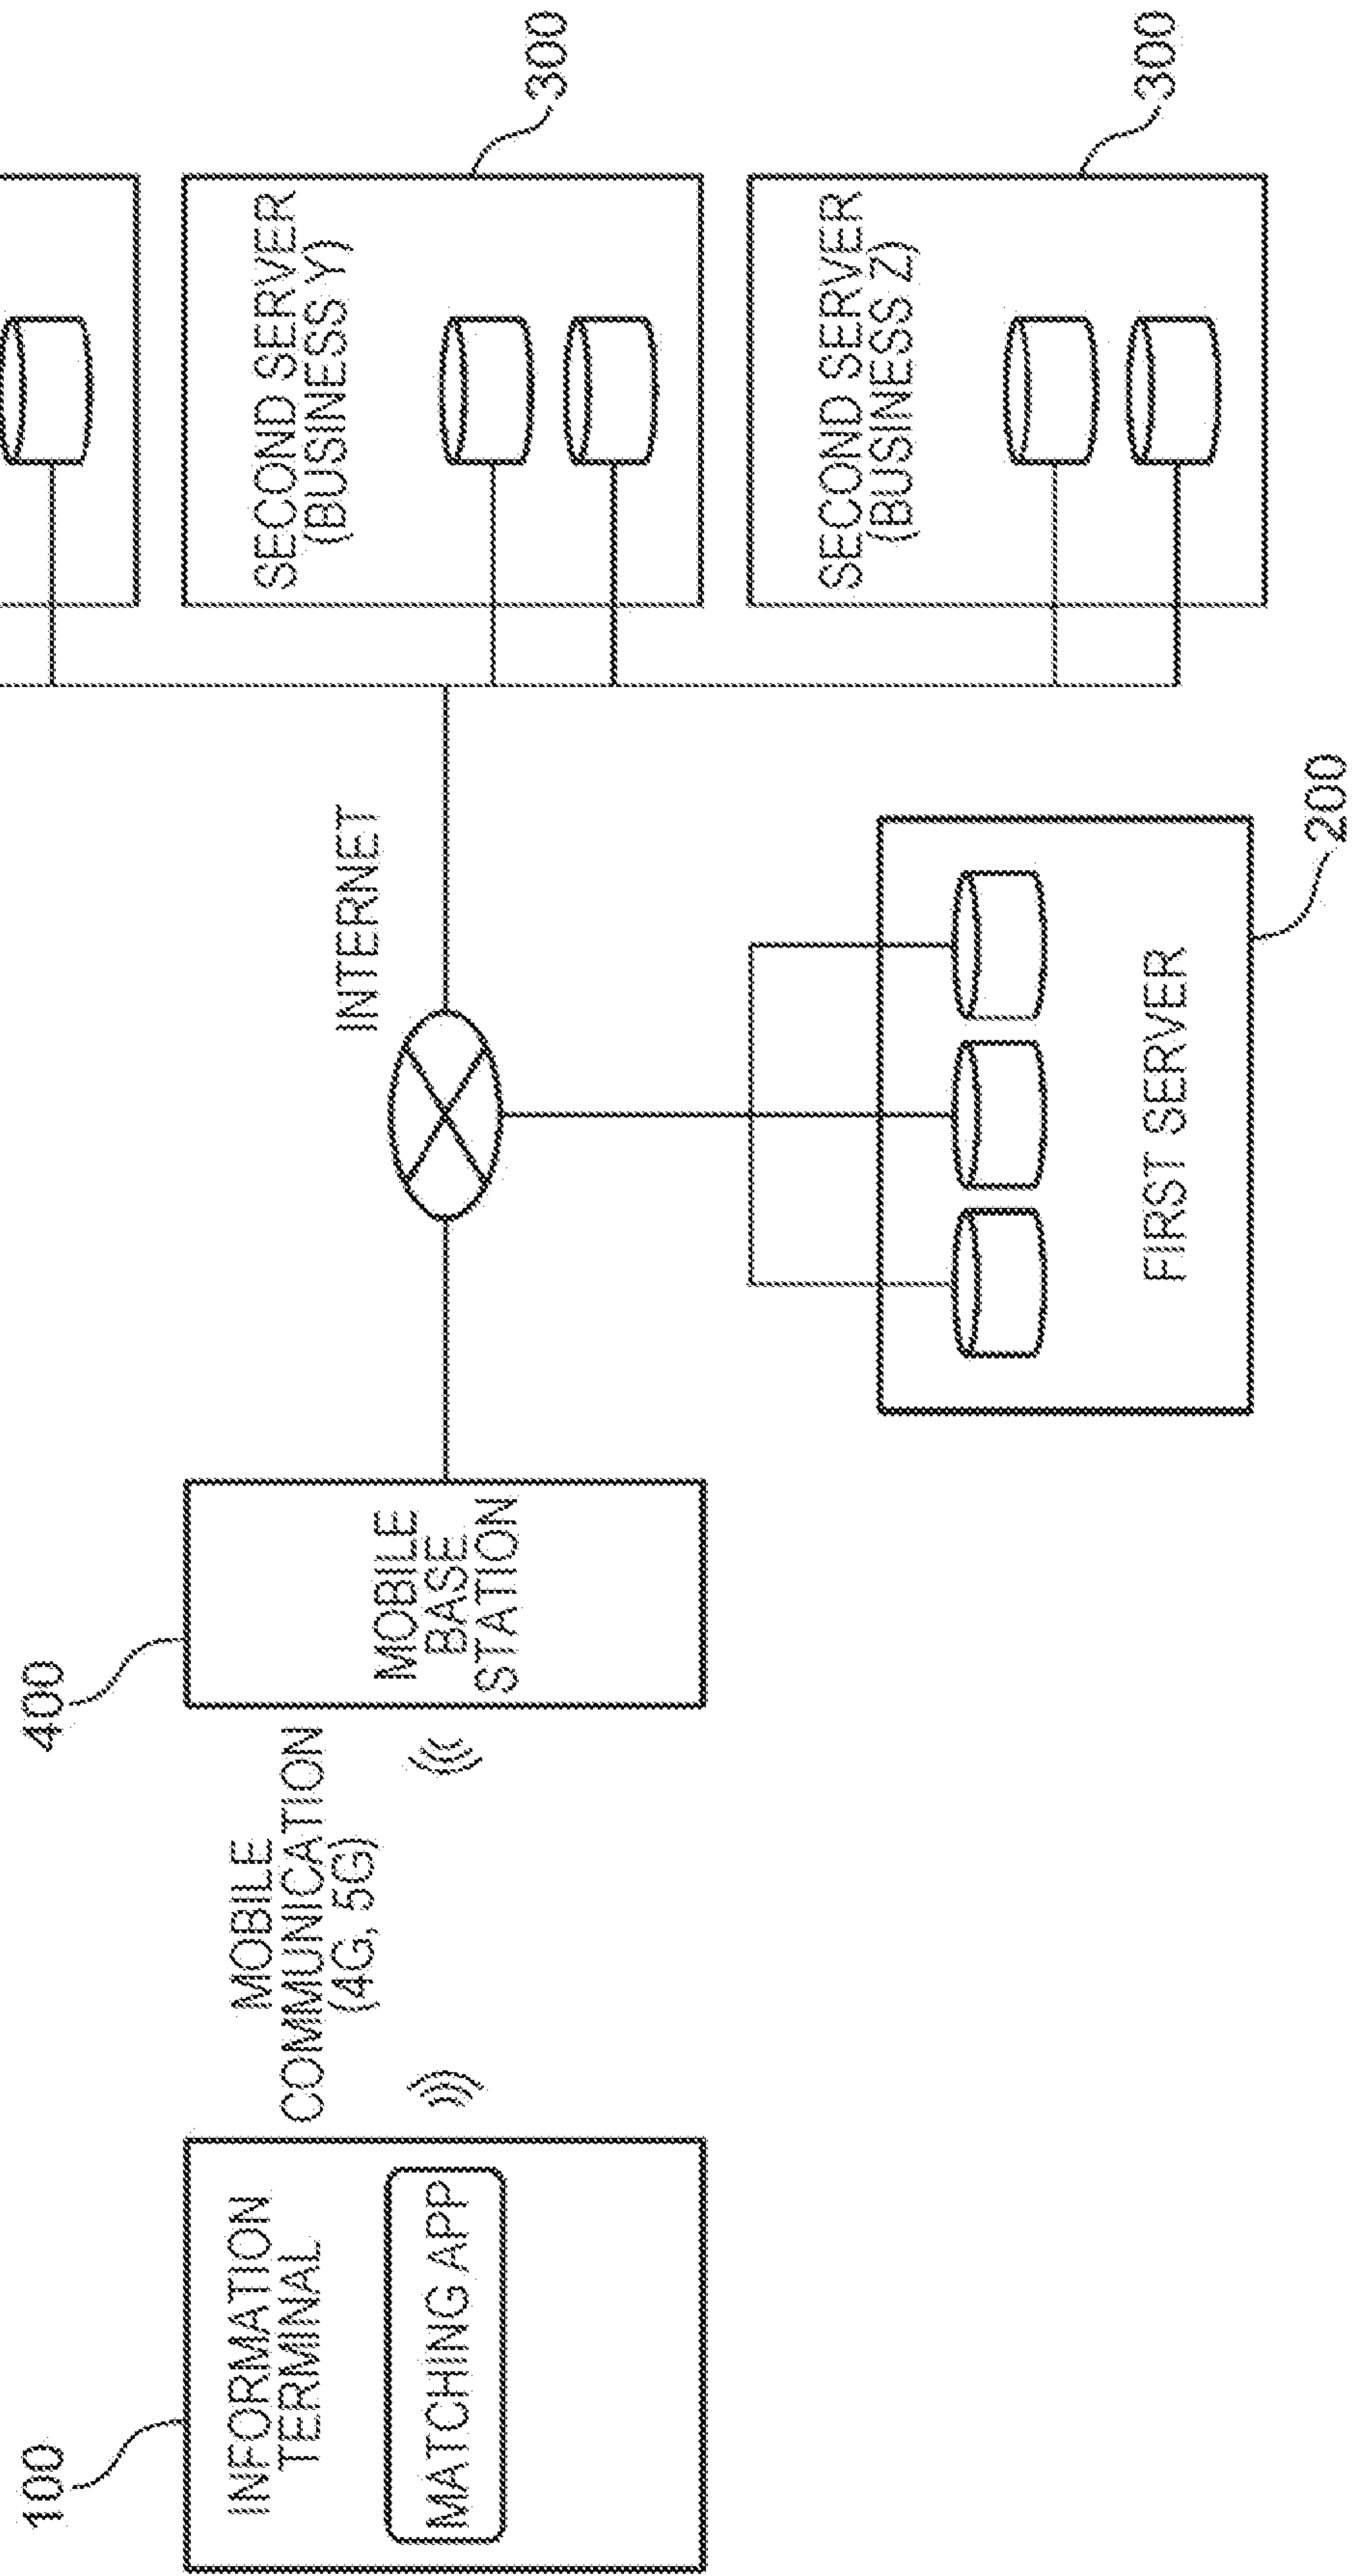 100
INFORMATION
TERMINAL
MATCHING APP
MOBILE
COMMUNICATION
(4G, 5G)
400
MOBILE
BASE
STATION
INTERNET
FIRST SERVER
200
SECOND SERVER
(BUSINESS Y)
300
SECOND SERVER
(BUSINESS Z)
300